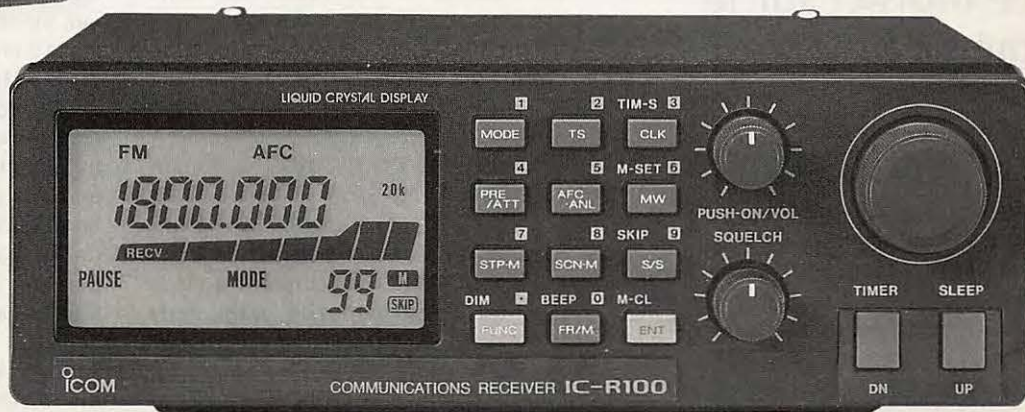 LIQUID CRYSTAL DISPLAY
FM AFC
1800.000 20k
RECV
PAUSE MODE 99 M
SKIP
1 2 TIM-S 3
MODE TS CLK
4 5 M-SET 6
PRE/ATT AFC·ANL MW
7 8 SKIP 9
STP·M SCN·M S/S
DIM · BEEP 0 M-CL
FUNC FR/M ENT
PUSH-ON/VOL
SQUELCH
TIMER SLEEP
DN UP
ICOM COMMUNICATIONS RECEIVER IC-R100